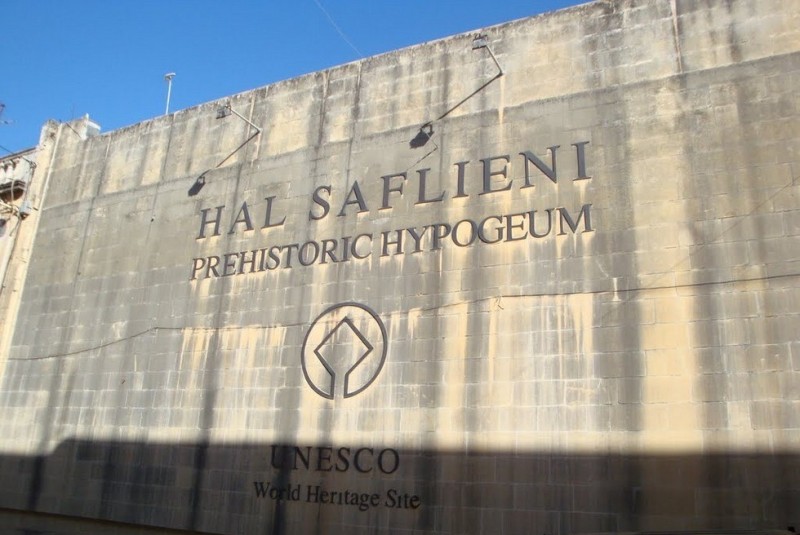 HAL SAFLIENI
PREHISTORIC HYPOGEUM
UNESCO
World Heritage Site